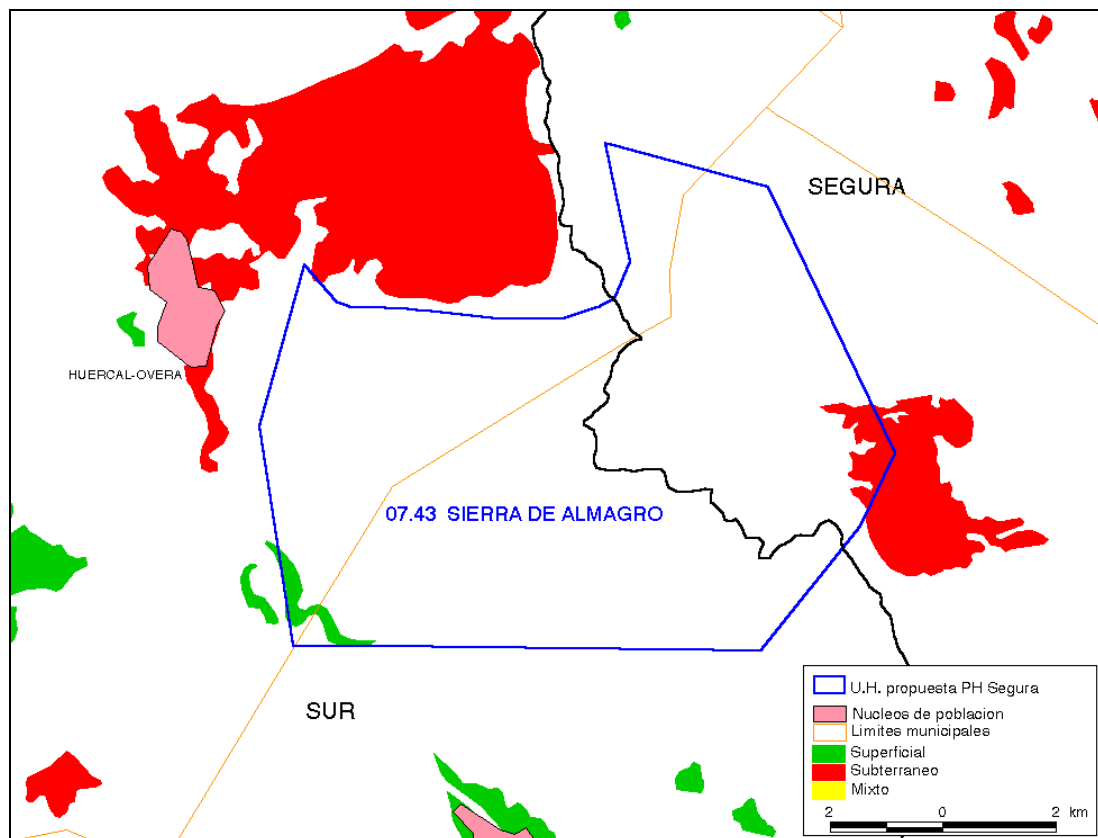 SEGURA
HUERCAL-OVERA
07.43 SIERRA DE ALMAGRO
SUR
U.H. propuesta PH Segura
Nucleos de poblacion
Limites municipales
Superficial
Subterraneo
Mixto
2 0 2 km